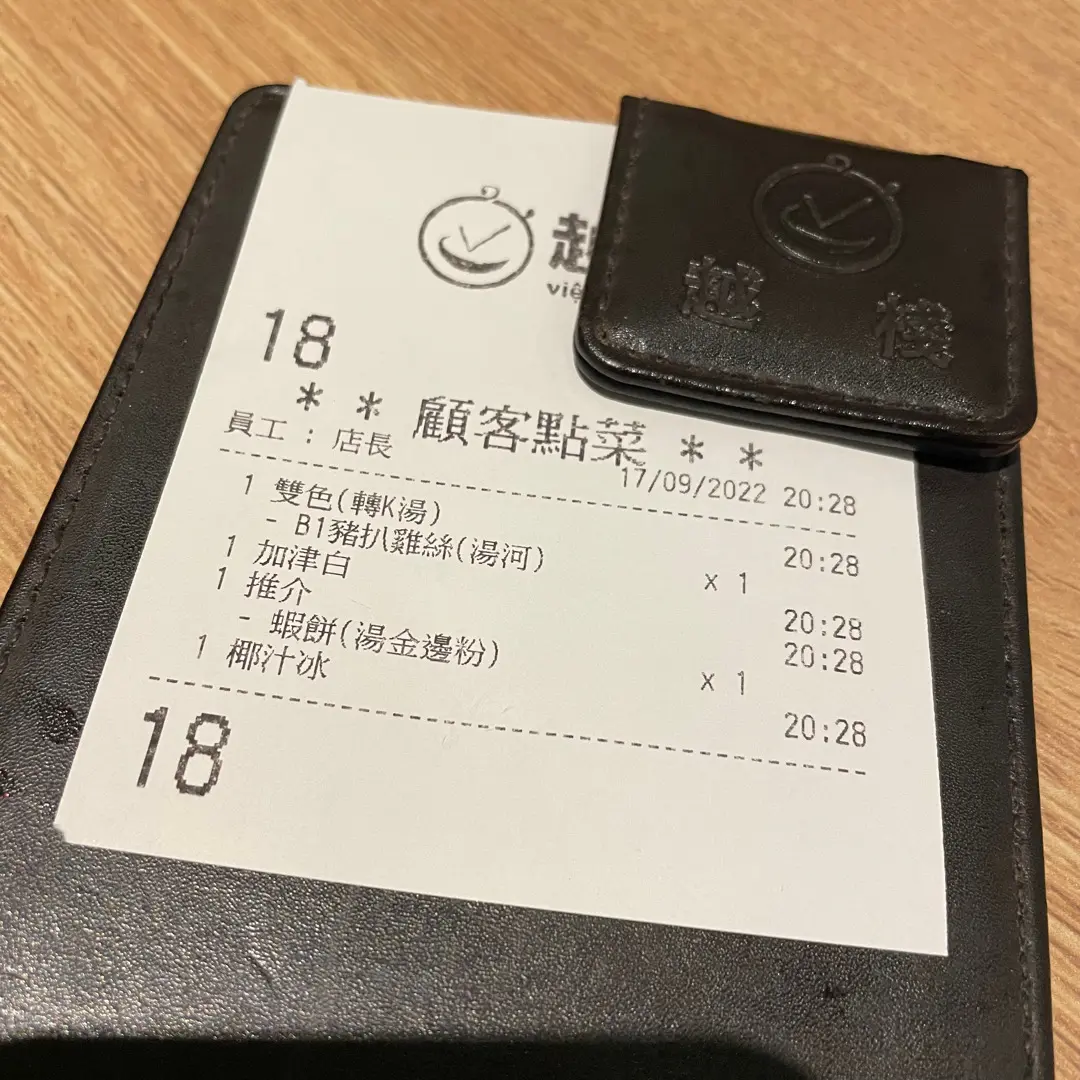 越
việ
越 棧
18
* * 顧客點菜 * *
員工 : 店長
17/09/2022 20:28
1 雙色(轉K湯) 20:28
- B1豬扒雞絲(湯河) x 1
1 加津白 20:28
1 推介 20:28
- 蝦餅(湯金邊粉) x 1
1 椰汁冰 20:28
18